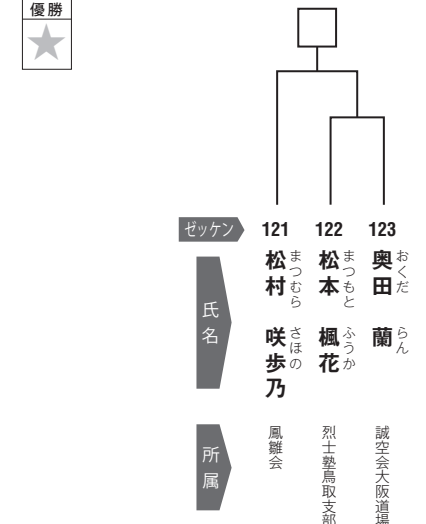 優勝
ゼッケン 121 122 123
氏名
松村 咲歩乃
まつむら さほの
松本 楓花
まつもと ふうか
奥田 蘭
おくだ らん
所属
鳳雛会
烈士塾鳥取支部
誠空会大阪道場